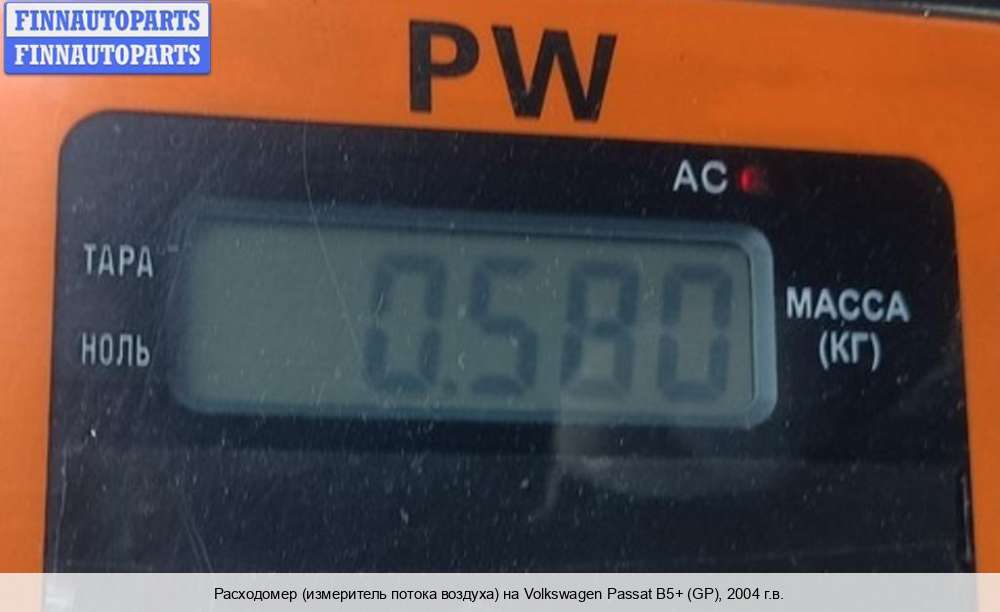 FINNAUTOPARTS
FINNAUTOPARTS
PW
AC
ТАРА
0.580
МАССА
(КГ)
НОЛЬ
Расходомер (измеритель потока воздуха) на Volkswagen Passat B5+ (GP), 2004 г.в.